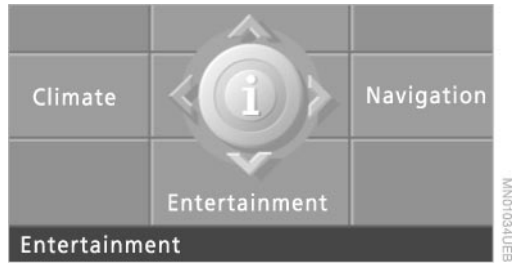 i
Climate
Navigation
Entertainment
Entertainment
MN01034UEB